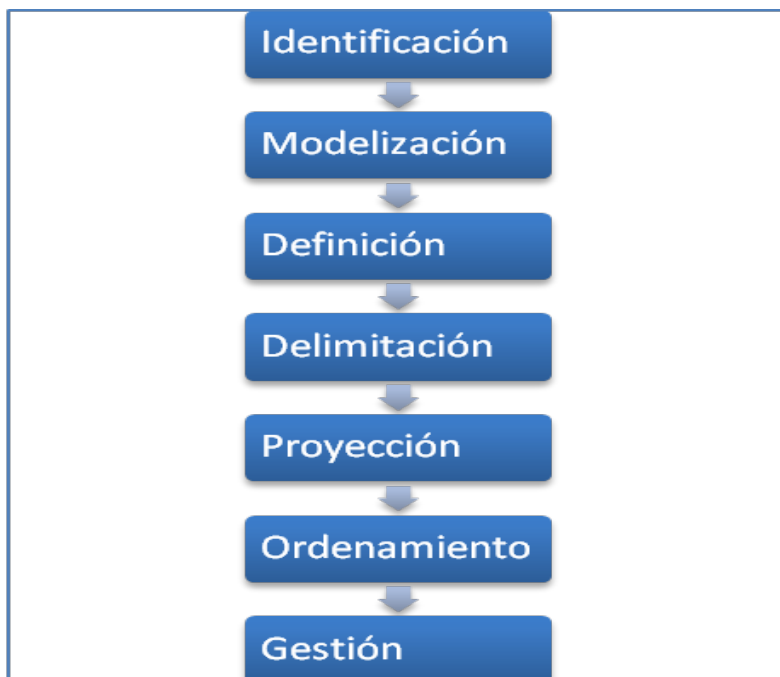 Identificación
Modelización
Definición
Delimitación
Proyección
Ordenamiento
Gestión